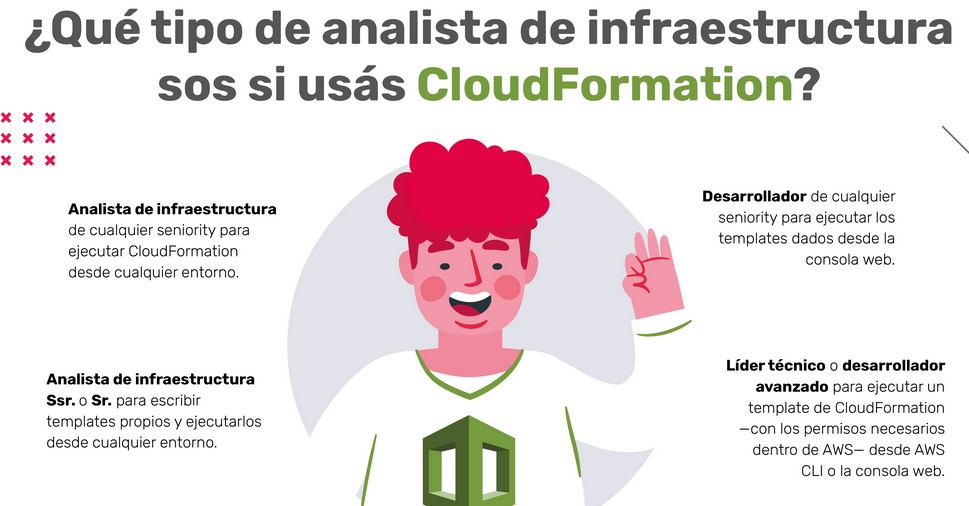 ¿Qué tipo de analista de infraestructura
sos si usás CloudFormation?
Analista de infraestructura
de cualquier seniority para
ejecutar CloudFormation
desde cualquier entorno.
Desarrollador de cualquier
seniority para ejecutar los
templates dados desde la
consola web.
Analista de infraestructura
Ssr. o Sr. para escribir
templates propios y ejecutarlos
desde cualquier entorno.
Líder técnico o desarrollador
avanzado para ejecutar un
template de CloudFormation
—con los permisos necesarios
dentro de AWS— desde AWS
CLI o la consola web.